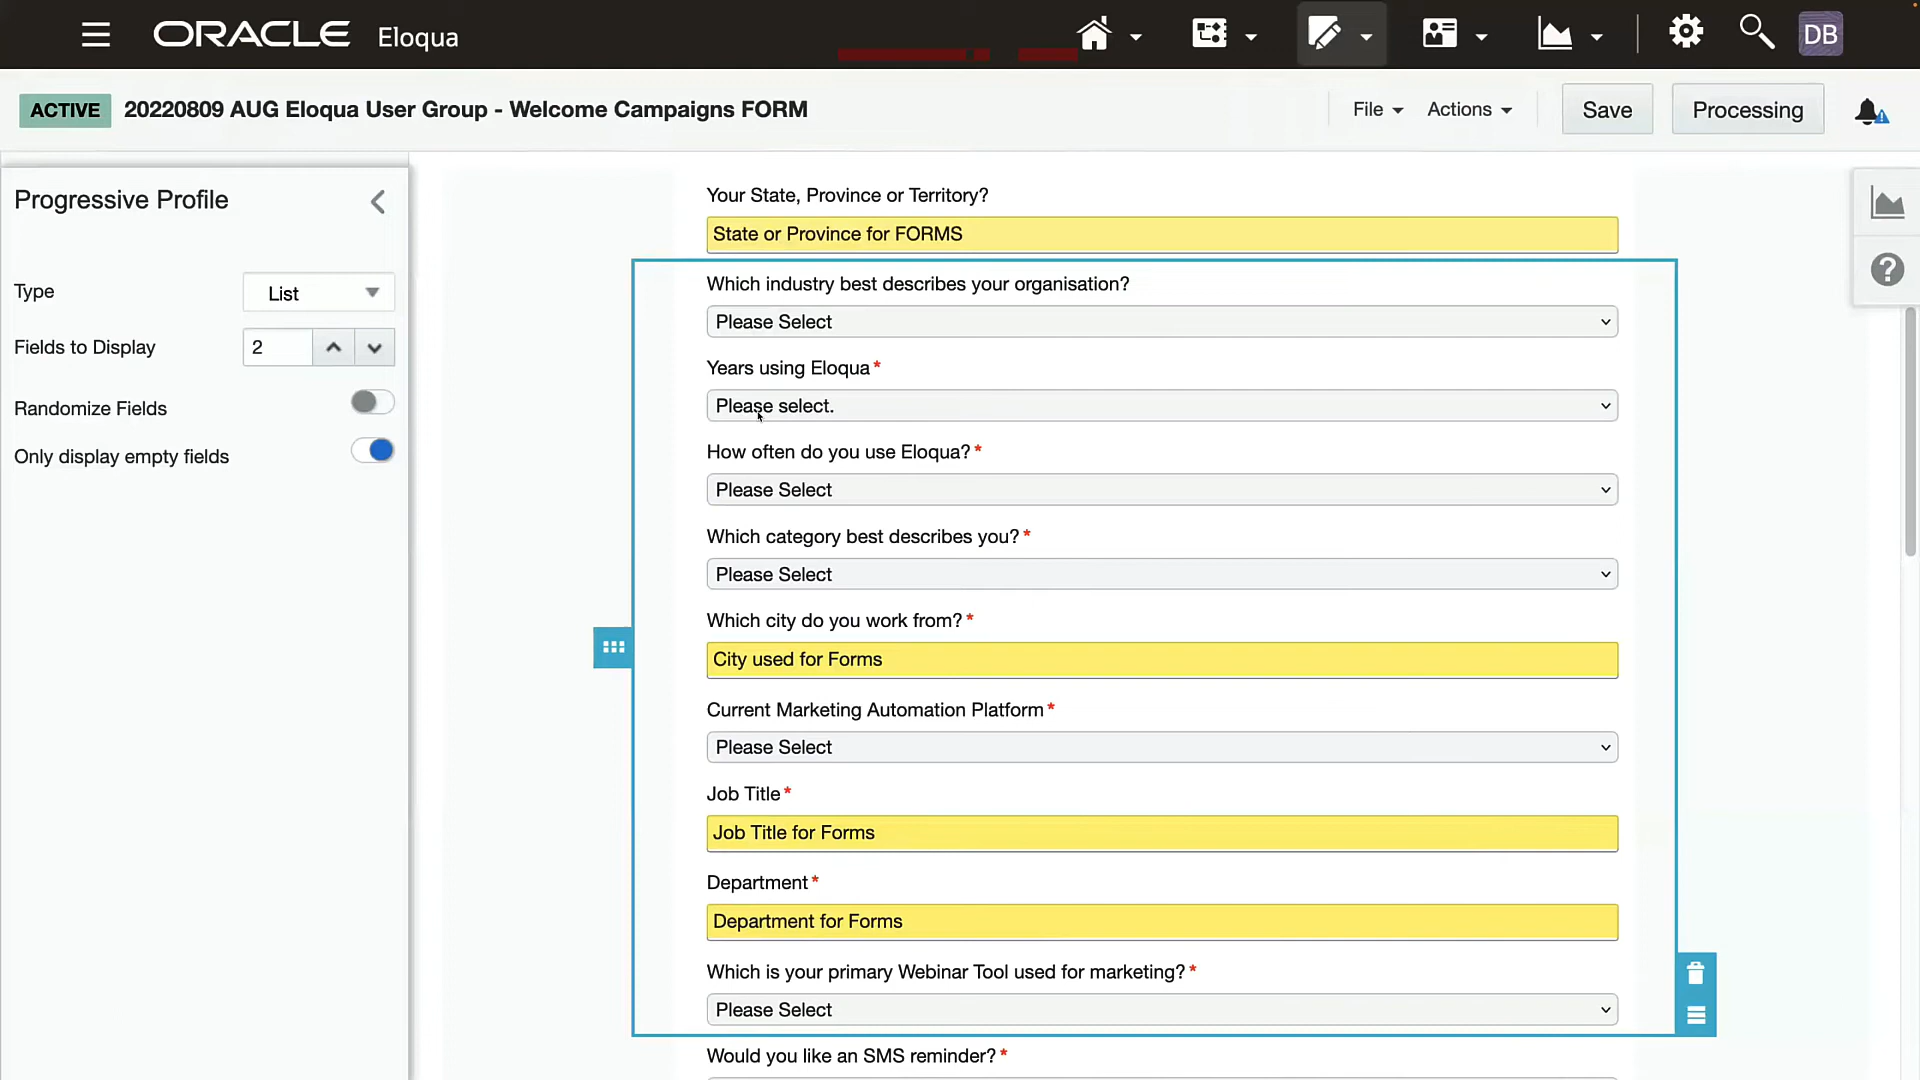 ORACLE Eloqua
DB
ACTIVE 20220809 AUG Eloqua User Group - Welcome Campaigns FORM
File Actions Save Processing
Progressive Profile
Type List
Fields to Display 2
Randomize Fields
Only display empty fields
Your State, Province or Territory?
State or Province for FORMS
Which industry best describes your organisation?
Please Select
Years using Eloqua*
Please select.
How often do you use Eloqua?*
Please Select
Which category best describes you?*
Please Select
Which city do you work from?*
City used for Forms
Current Marketing Automation Platform*
Please Select
Job Title*
Job Title for Forms
Department*
Department for Forms
Which is your primary Webinar Tool used for marketing?*
Please Select
Would you like an SMS reminder?*